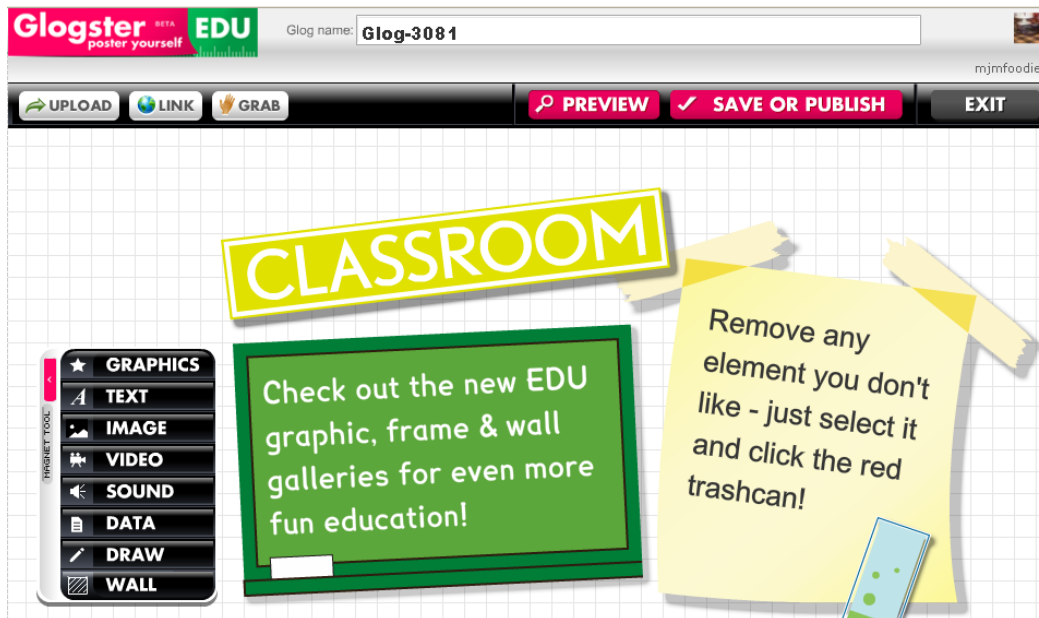 Glogster BETA EDU
poster yourself
Glog name: Glog-3081
mjmfoodie
UPLOAD LINK GRAB PREVIEW SAVE OR PUBLISH EXIT
CLASSROOM
Check out the new EDU
graphic, frame & wall
galleries for even more
fun education!
Remove any
element you don't
like - just select it
and click the red
trashcan!
MAGNET TOOL
GRAPHICS
TEXT
IMAGE
VIDEO
SOUND
DATA
DRAW
WALL